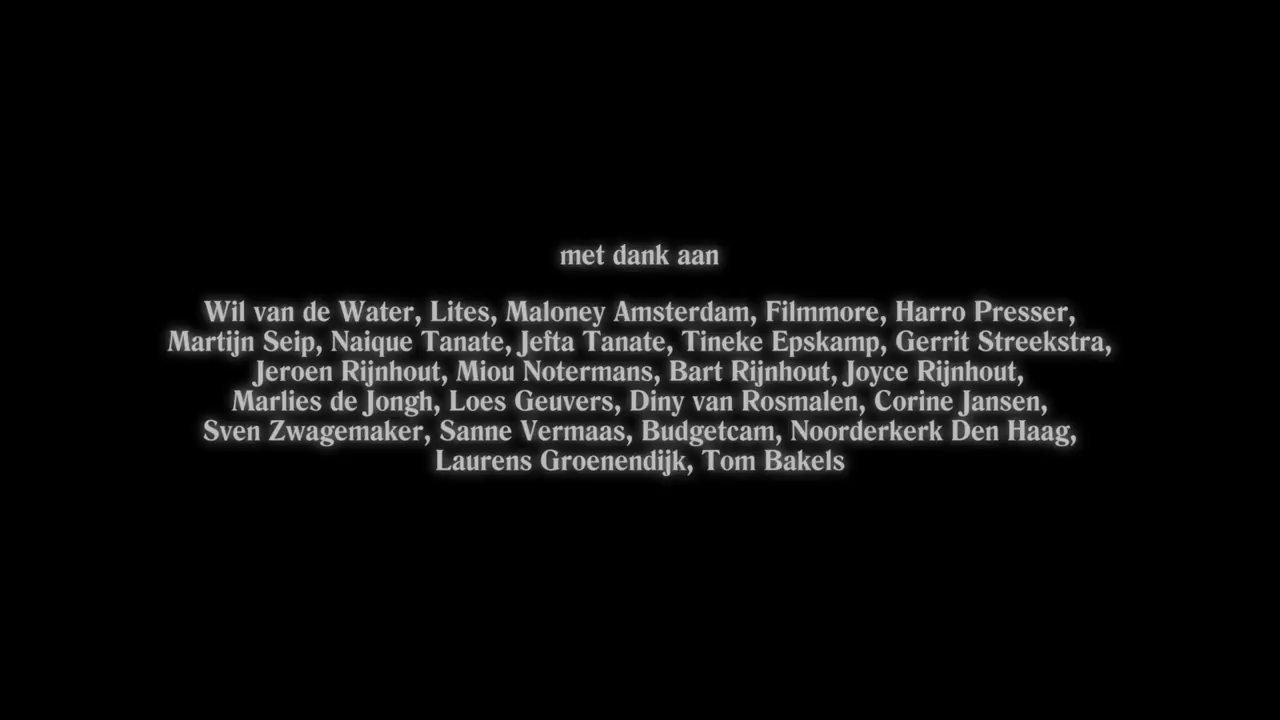 met dank aan
Wil van de Water, Lites, Maloney Amsterdam, Filmmore, Harro Presser,
Martijn Seip, Naique Tanate, Jefta Tanate, Tineke Epskamp, Gerrit Streekstra,
Jeroen Rijnhout, Miou Notermans, Bart Rijnhout, Joyce Rijnhout,
Marlies de Jongh, Loes Geuvers, Diny van Rosmalen, Corine Jansen,
Sven Zwagemaker, Sanne Vermaas, Budgetcam, Noorderkerk Den Haag,
Laurens Groenendijk, Tom Bakels